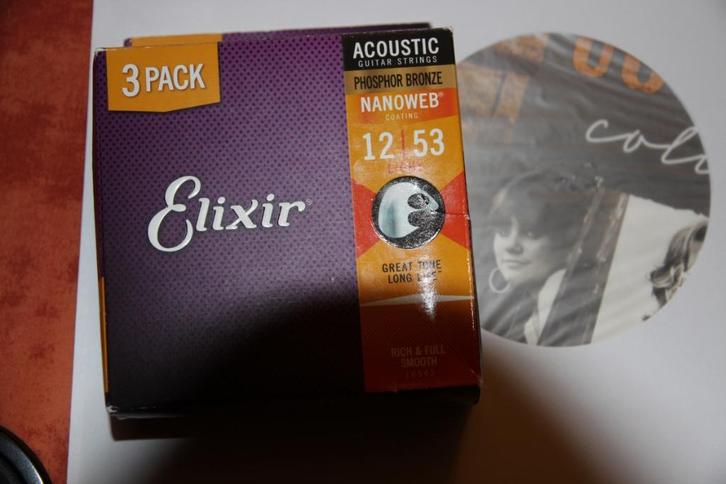 3 PACK
Elixir®
ACOUSTIC
GUITAR STRINGS
PHOSPHOR BRONZE
NANOWEB®
COATING
12 | 53
LIGHT
GREAT TONE
LONG LIFE
RICH & FULL
SMOOTH